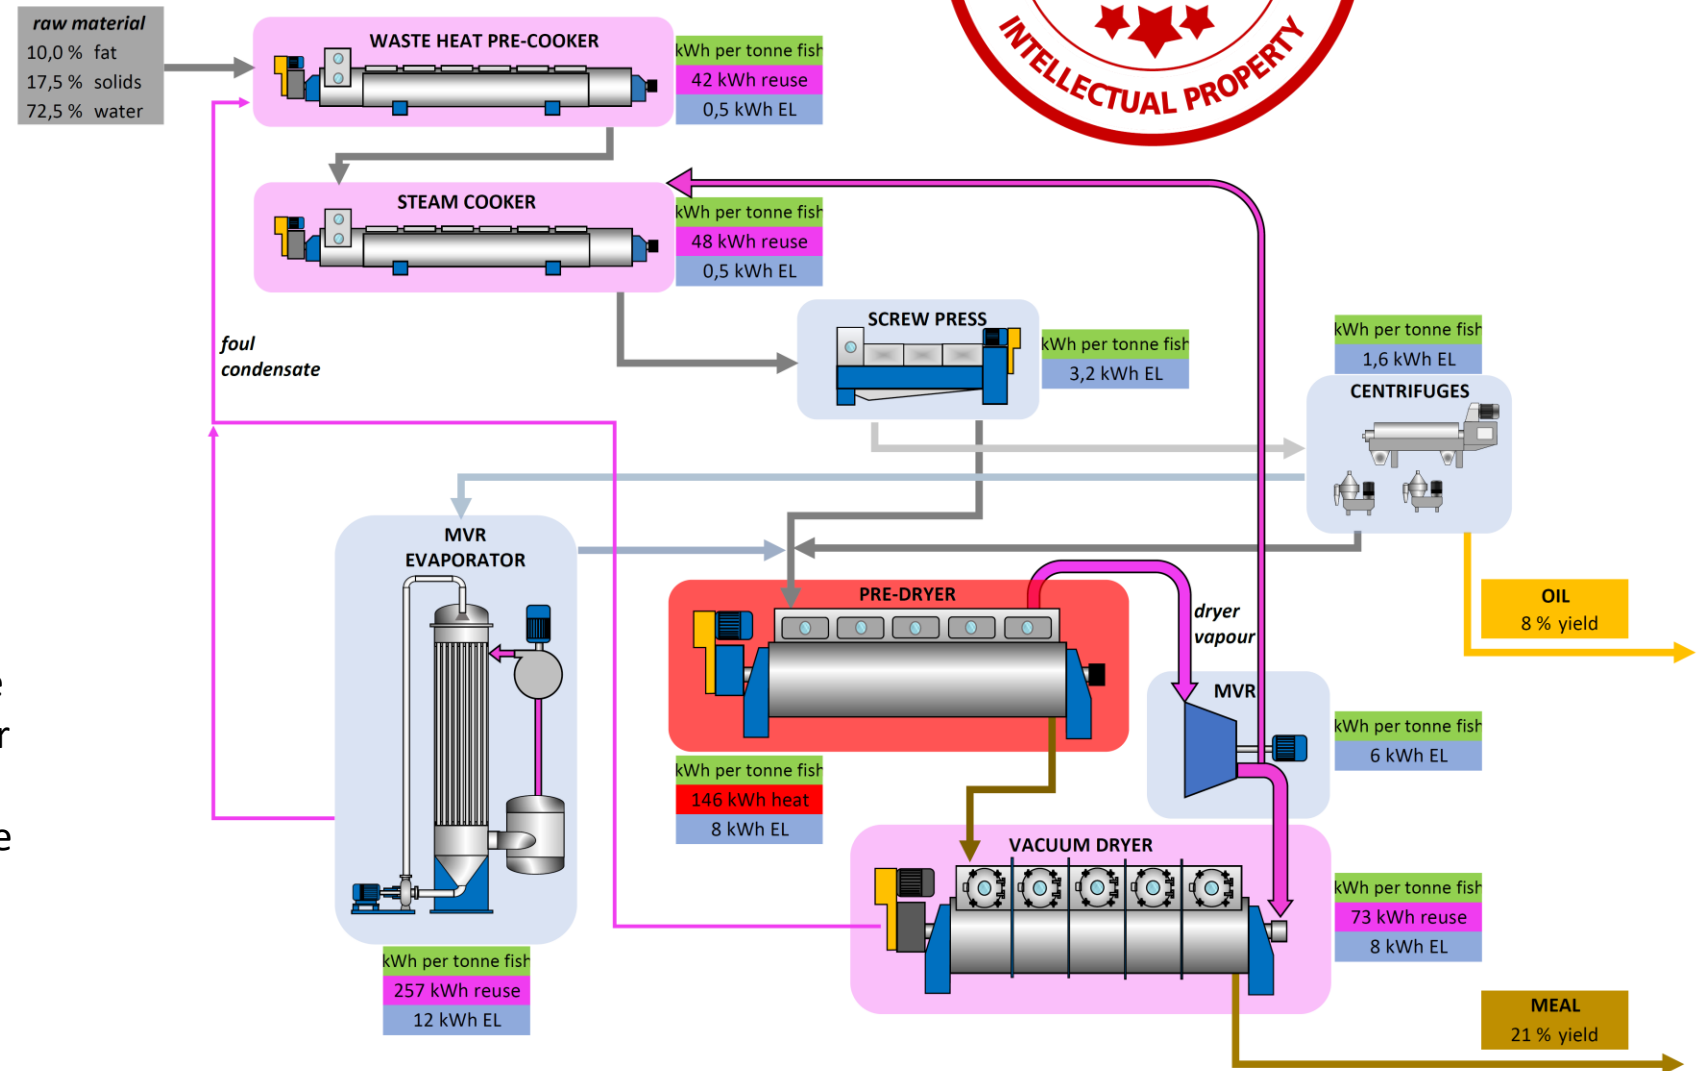 raw material
10,0 % fat
17,5 % solids
72,5 % water
WASTE HEAT PRE-COOKER
kWh per tonne fish
42 kWh reuse
0,5 kWh EL
INTELLECTUAL PROPERTY
STEAM COOKER
kWh per tonne fish
48 kWh reuse
0,5 kWh EL
foul
condensate
SCREW PRESS
kWh per tonne fish
3,2 kWh EL
kWh per tonne fish
1,6 kWh EL
CENTRIFUGES
MVR
EVAPORATOR
kWh per tonne fish
257 kWh reuse
12 kWh EL
PRE-DRYER
kWh per tonne fish
146 kWh heat
8 kWh EL
dryer
vapour
OIL
8 % yield
MVR
kWh per tonne fish
6 kWh EL
VACUUM DRYER
kWh per tonne fish
73 kWh reuse
8 kWh EL
MEAL
21 % yield